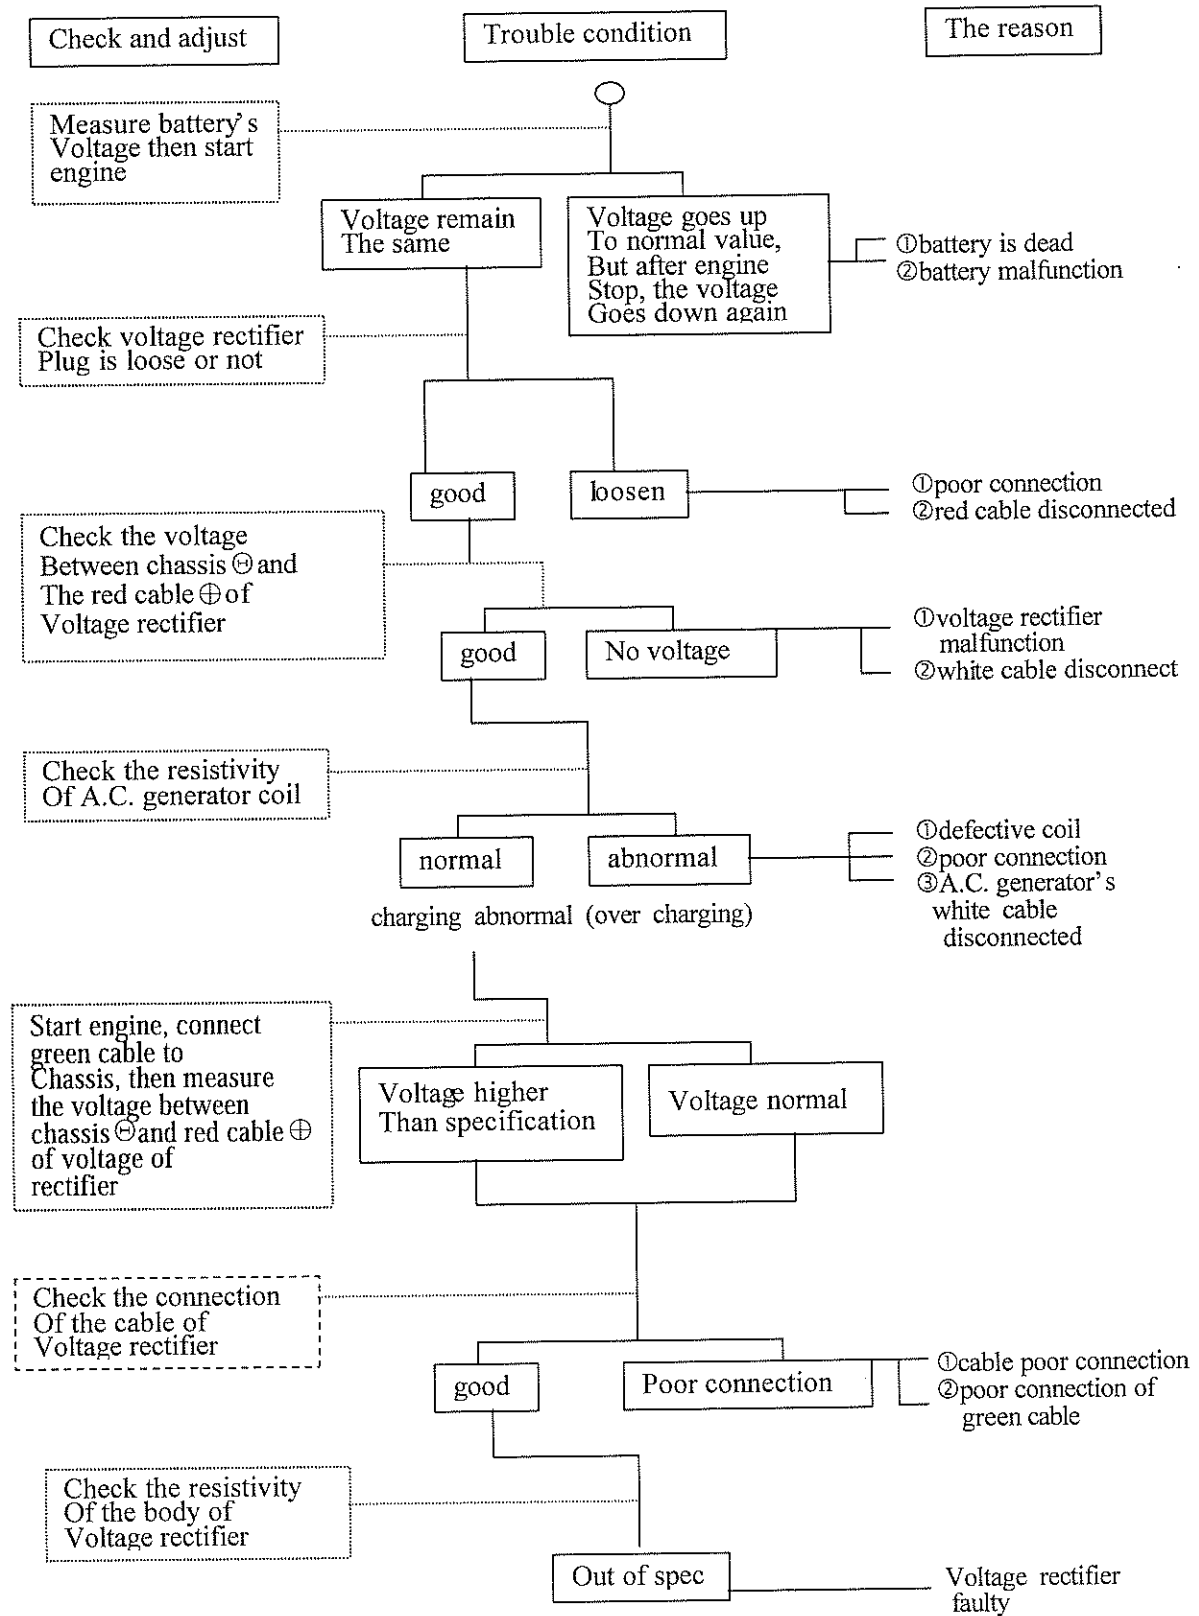 Check and adjust
Trouble condition
The reason
Measure battery's
Voltage then start
engine
Voltage remain
The same
Voltage goes up
To normal value,
But after engine
Stop, the voltage
Goes down again
①battery is dead
②battery malfunction
Check voltage rectifier
Plug is loose or not
good
loosen
①poor connection
②red cable disconnected
Check the voltage
Between chassis ⊖ and
The red cable ⊕ of
Voltage rectifier
good
No voltage
①voltage rectifier
malfunction
②white cable disconnect
Check the resistivity
Of A.C. generator coil
normal
abnormal
①defective coil
②poor connection
③A.C. generator's
white cable
disconnected
charging abnormal (over charging)
Start engine, connect
green cable to
Chassis, then measure
the voltage between
chassis ⊖ and red cable ⊕
of voltage of
rectifier
Voltage higher
Than specification
Voltage normal
Check the connection
Of the cable of
Voltage rectifier
good
Poor connection
①cable poor connection
②poor connection of
green cable
Check the resistivity
Of the body of
Voltage rectifier
Out of spec
Voltage rectifier
faulty